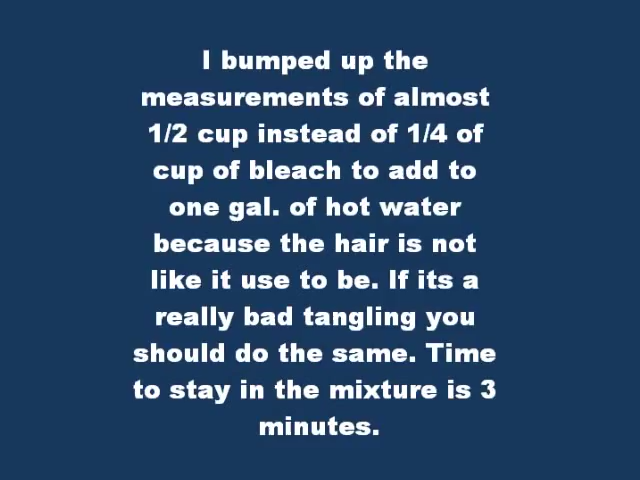 I bumped up the
measurements of almost
1/2 cup instead of 1/4 of
cup of bleach to add to
one gal. of hot water
because the hair is not
like it use to be. If its a
really bad tangling you
should do the same. Time
to stay in the mixture is 3
minutes.